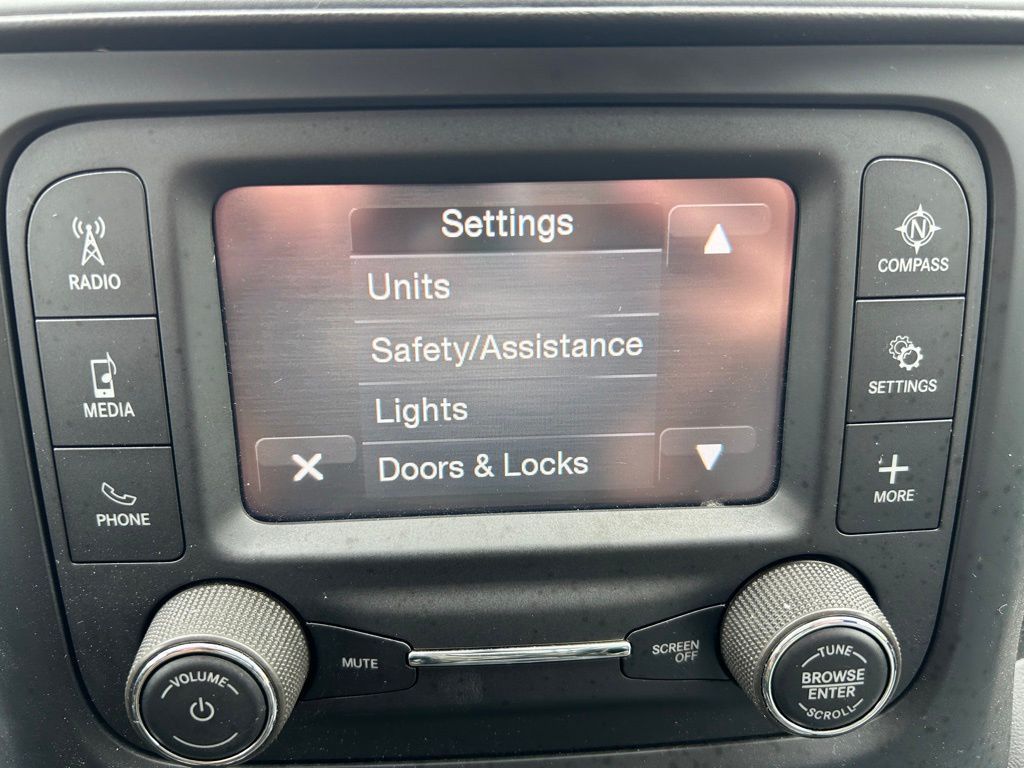 RADIO
MEDIA
PHONE
Settings
Units
Safety/Assistance
Lights
Doors & Locks
N
COMPASS
SETTINGS
MORE
VOLUME
MUTE
SCREEN
OFF
TUNE
BROWSE
ENTER
SCROLL